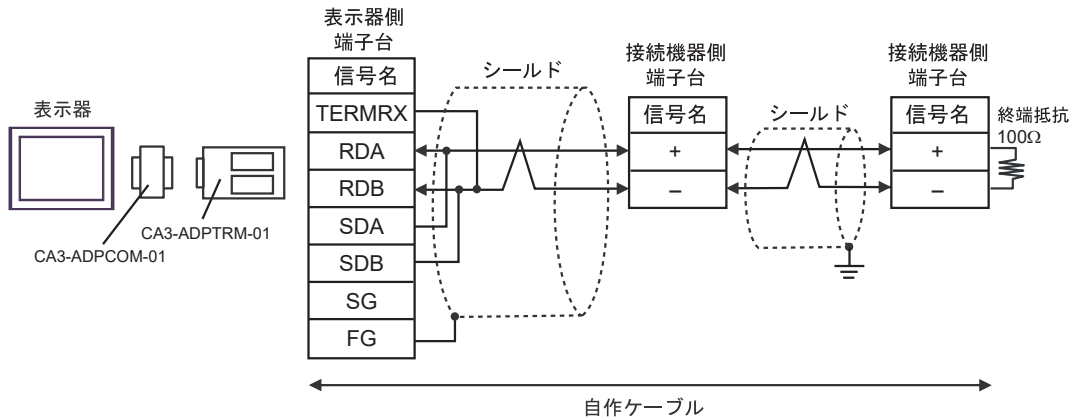 表示器
CA3-ADPCOM-01
CA3-ADPTRM-01
表示器側
端子台
信号名
TERMRX
RDA
RDB
SDA
SDB
SG
FG
シールド
接続機器側
端子台
信号名
+
−
シールド
接続機器側
端子台
信号名
+
−
終端抵抗
100Ω
自作ケーブル